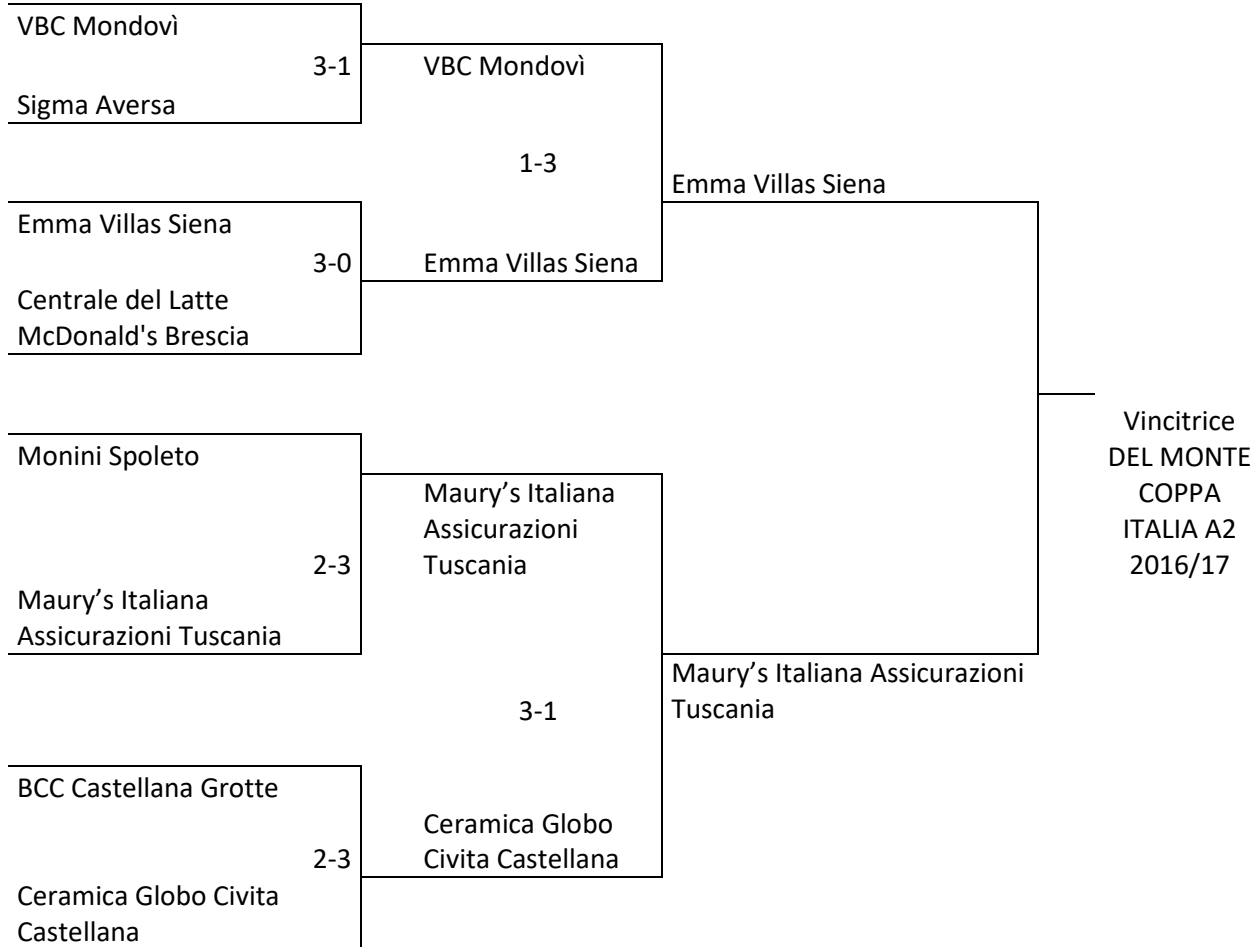 VBC Mondovì
3-1
Sigma Aversa
Emma Villas Siena
3-0
Centrale del Latte
McDonald's Brescia
Monini Spoleto
2-3
Maury’s Italiana
Assicurazioni Tuscania
BCC Castellana Grotte
2-3
Ceramica Globo Civita
Castellana
VBC Mondovì
1-3
Emma Villas Siena
Maury’s Italiana
Assicurazioni
Tuscania
3-1
Ceramica Globo
Civita Castellana
Emma Villas Siena
Maury’s Italiana Assicurazioni
Tuscania
Vincitrice
DEL MONTE
COPPA
ITALIA A2
2016/17